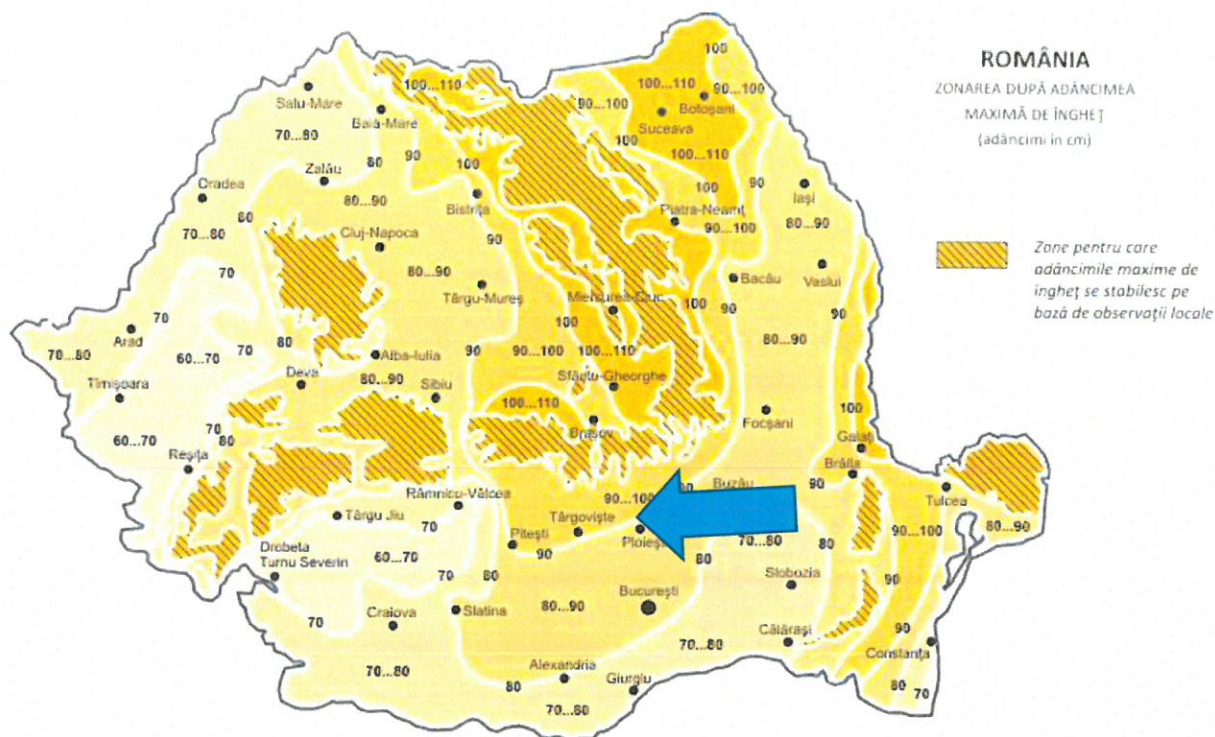 ROMÂNIA
ZONAREA DUPĂ ADÂNCIMEA
MAXIMĂ DE ÎNGHEȚ
(adâncimi în cm)
Zone pentru care
adâncimile maxime de
îngheț se stabilesc pe
bază de observații locale
100
100...110
100...110
90...100
90...100
Satu-Mare
Botoșani
Baia-Mare
Suceava
70...80
100
80
90
100
100...110
Zalău
90
Oradea
80...90
100
Iași
Bistrița
80
Piatra-Neamț
80...90
70...80
Cluj-Napoca
90
90...100
70
80...90
Bacău
Vaslui
Târgu-Mureș
Miercurea-Ciuc
100
90
90
70
100
Arad
80
70
90
90...100
100...110
80...90
70...80
60...70
Alba-Iulia
Timișoara
Deva
80...90
Sibiu
Sfântu-Gheorghe
100...110
100
60...70
70
Brașov
Focșani
80
Galați
Reșița
Brăila
Râmnicu-Vâlcea
90...100
90
Buzău
90
Tulcea
Târgu Jiu
70
Târgoviște
90...100
80...90
Pitești
70...80
80
Drobeta
Turnu Severin
60...70
90
80
70
80
Slobozia
90
Craiova
Slatina
80...90
București
70
Călărași
90
70...80
70...80
Constanța
Alexandria
80
Giurgiu
80
70
70...80